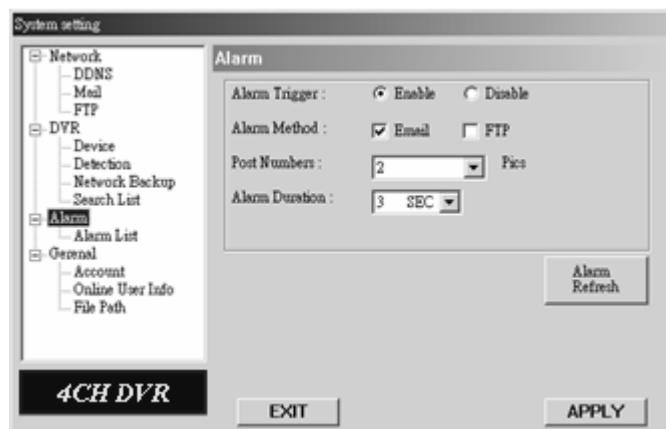 System setting
Network
DDNS
Mail
FTP
DVR
Device
Detection
Network Backup
Search List
Alarm
Alarm List
Gerenal
Account
Online User Info
File Path
4CH DVR
Alarm
Alarm Trigger : Enable Disable
Alarm Method : Email FTP
Post Numbers : 2 Pics
Alarm Duration : 3 SEC
Alarm
Refresh
EXIT
APPLY